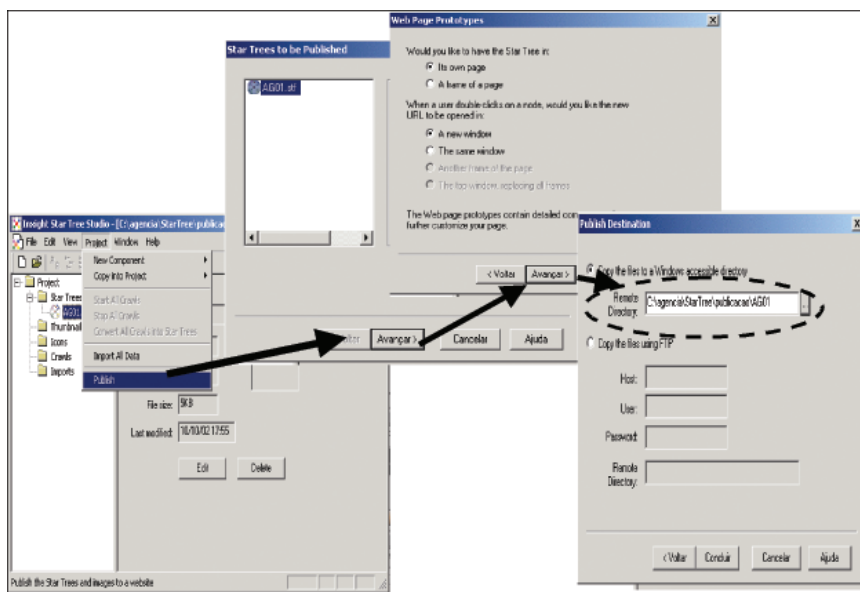 Web Page Prototypes
Would you like to have the Star Tree in:
Its own page
A frame of a page
When a user double-clicks on a node, would you like the new
URL to be opened in:
A new window
The same window
Another frame of the page
The top window, replacing all frames
The Web page prototypes contain detailed
further customize your page.
< Voltar
Avançar >
Star Trees to be Published
AG01.stf
Avançar >
Cancelar
Ajuda
Inxight Star Tree Studio - [C:\agencia\StarTree\publicac
File Edit View Project Window Help
New Component
Copy into Project
Start All Crawls
Stop All Crawls
Convert All Crawls into Star Trees
Import All Data
Publish
Project
Star Trees
AG01.
Thumbnail
Icons
Crawls
Imports
File size: 9KB
Last modified: 10/10/02 17:55
Edit
Delete
Publish the Star Trees and images to a website
Publish Destination
Copy the files to a Windows accessible directory
Remote
Directory:
C:\agencia\StarTree\publicacao\AG01
Copy the files using FTP
Host:
User:
Password:
Remote
Directory:
< Voltar
Concluir
Cancelar
Ajuda